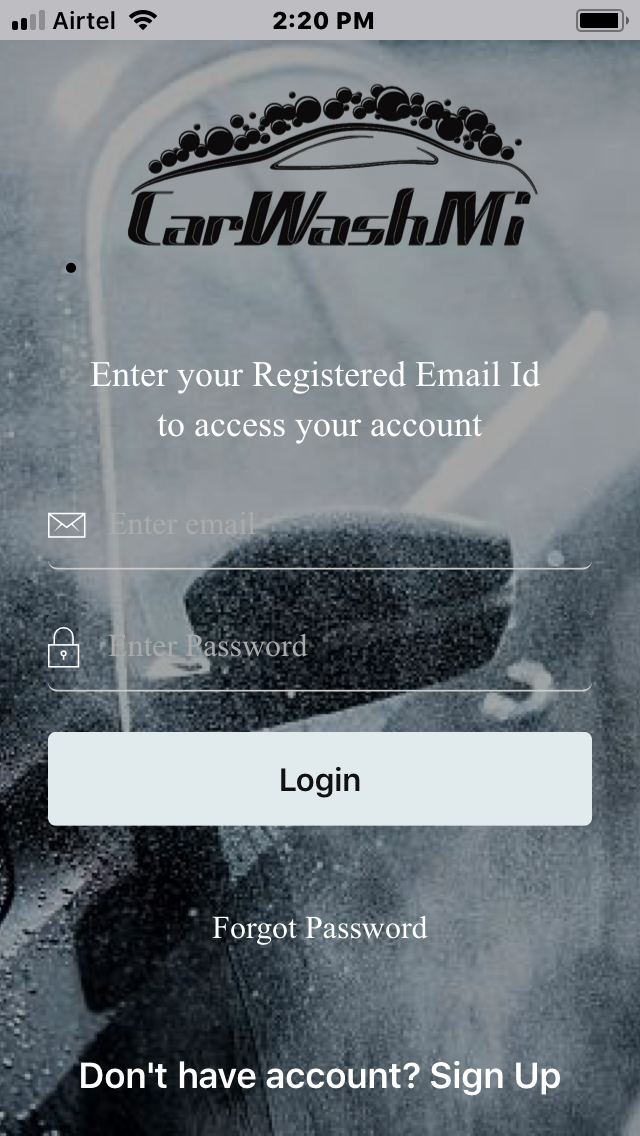 Airtel 2:20 PM
CarWashMi
Enter your Registered Email Id
to access your account
Enter email
Enter Password
Login
Forgot Password
Don't have account? Sign Up